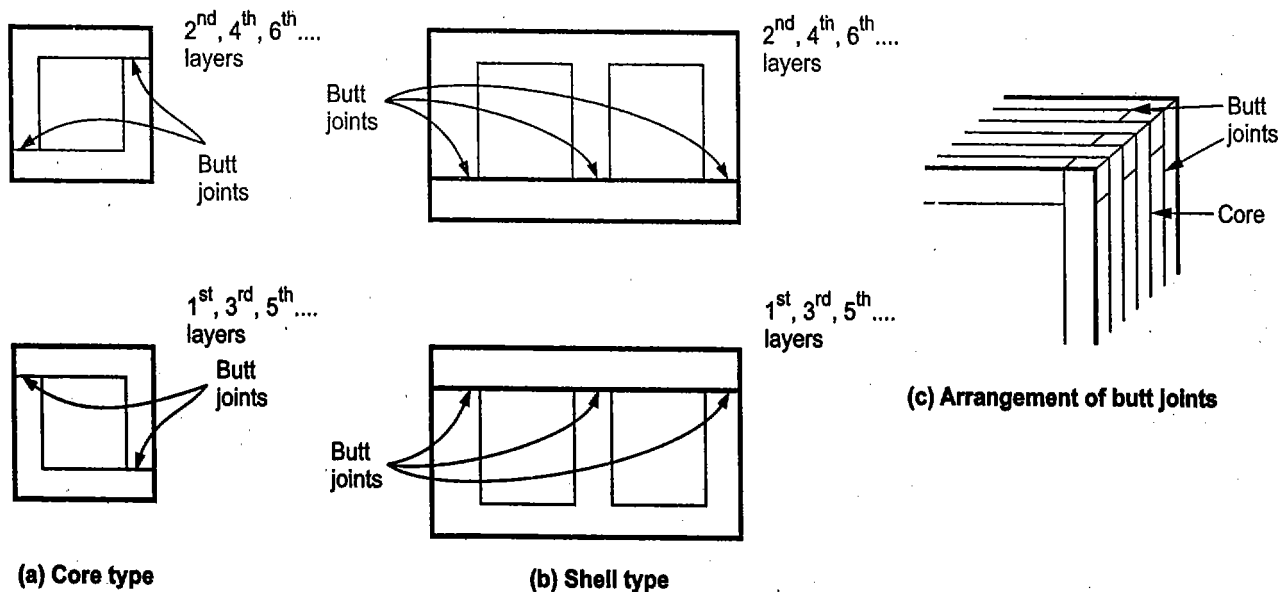 2nd, 4th, 6th....
layers
Butt
joints
2nd, 4th, 6th....
layers
Butt
joints
Butt
joints
Core
1st, 3rd, 5th....
layers
Butt
joints
1st, 3rd, 5th....
layers
Butt
joints
(c) Arrangement of butt joints
(a) Core type
(b) Shell type